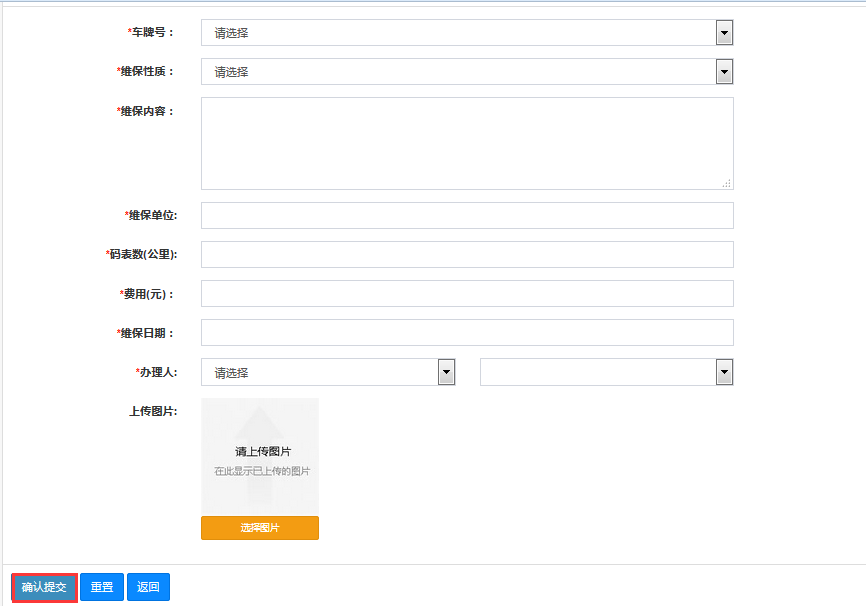 *车牌号： 请选择
*维保性质： 请选择
*维保内容：
*维保单位:
*码表数(公里):
*费用(元)：
*维保日期：
*办理人: 请选择
上传图片:
请上传图片
在此显示已上传的图片
选择图片
确认提交 重置 返回